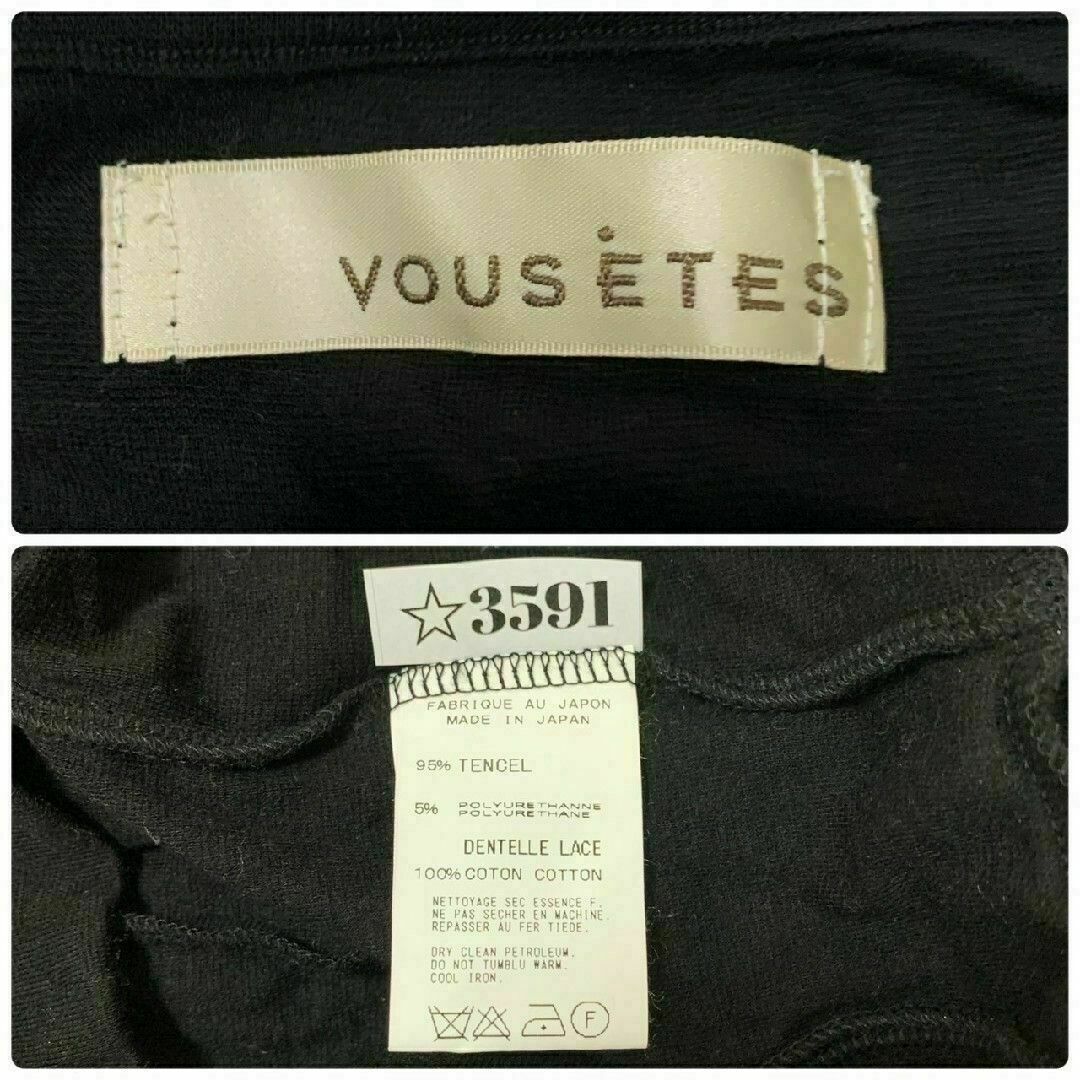 VOUS ÊTES
☆3591
FABRIQUE AU JAPON
MADE IN JAPAN
95% TENCEL
5% POLYURETHANNE
POLYURETHANE
DENTELLE LACE
100% COTON COTTON
NETTOYAGE SEC ESSENCE F.
NE PAS SECHER EN MACHINE.
REPASSER AU FER TIEDE.
DRY CLEAN PETROLEUM.
DO NOT TUMBLU WARM.
COOL IRON.
F